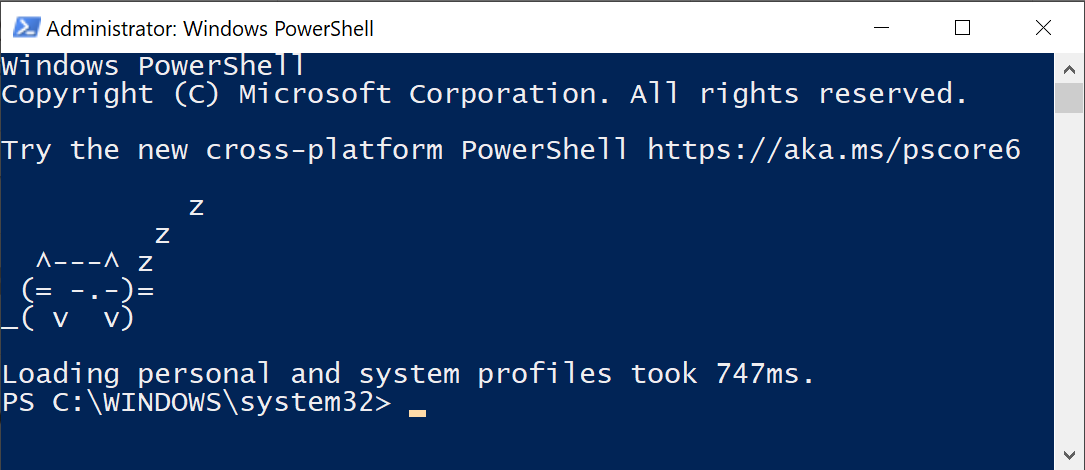 Administrator: Windows PowerShell
Windows PowerShell
Copyright (C) Microsoft Corporation. All rights reserved.
Try the new cross-platform PowerShell https://aka.ms/pscore6
           z
         z
  ^---^ z
 (= -.-)=
_( v  v)
Loading personal and system profiles took 747ms.
PS C:\WINDOWS\system32>